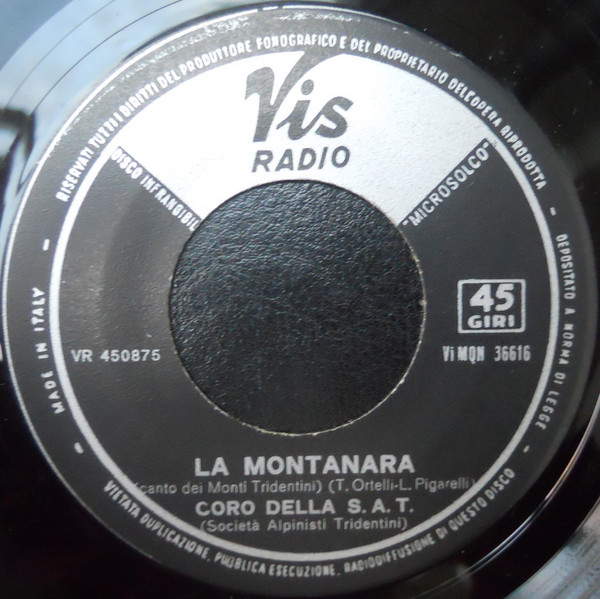 RISERVATI TUTTI I DIRITTI DEL PRODUTTORE FONOGRAFICO E DEL PROPRIETARIO DELL'OPERA RIPRODOTTA
Vis
RADIO
DISCO INFRANGIBIL
"MICROSOLCO"
MADE IN ITALY
DEPOSITATO A NORMA DI LEGGE
45
GIRI
VR 450875
Vi MQN 36616
LA MONTANARA
(canto dei Monti Tridentini) (T. Ortelli-L. Pigarelli)
CORO DELLA S. A. T.
(Società Alpinisti Tridentini)
VIETATA DUPLICAZIONE, PUBBLICA ESECUZIONE, RADIODIFFUSIONE DI QUESTO DISCO